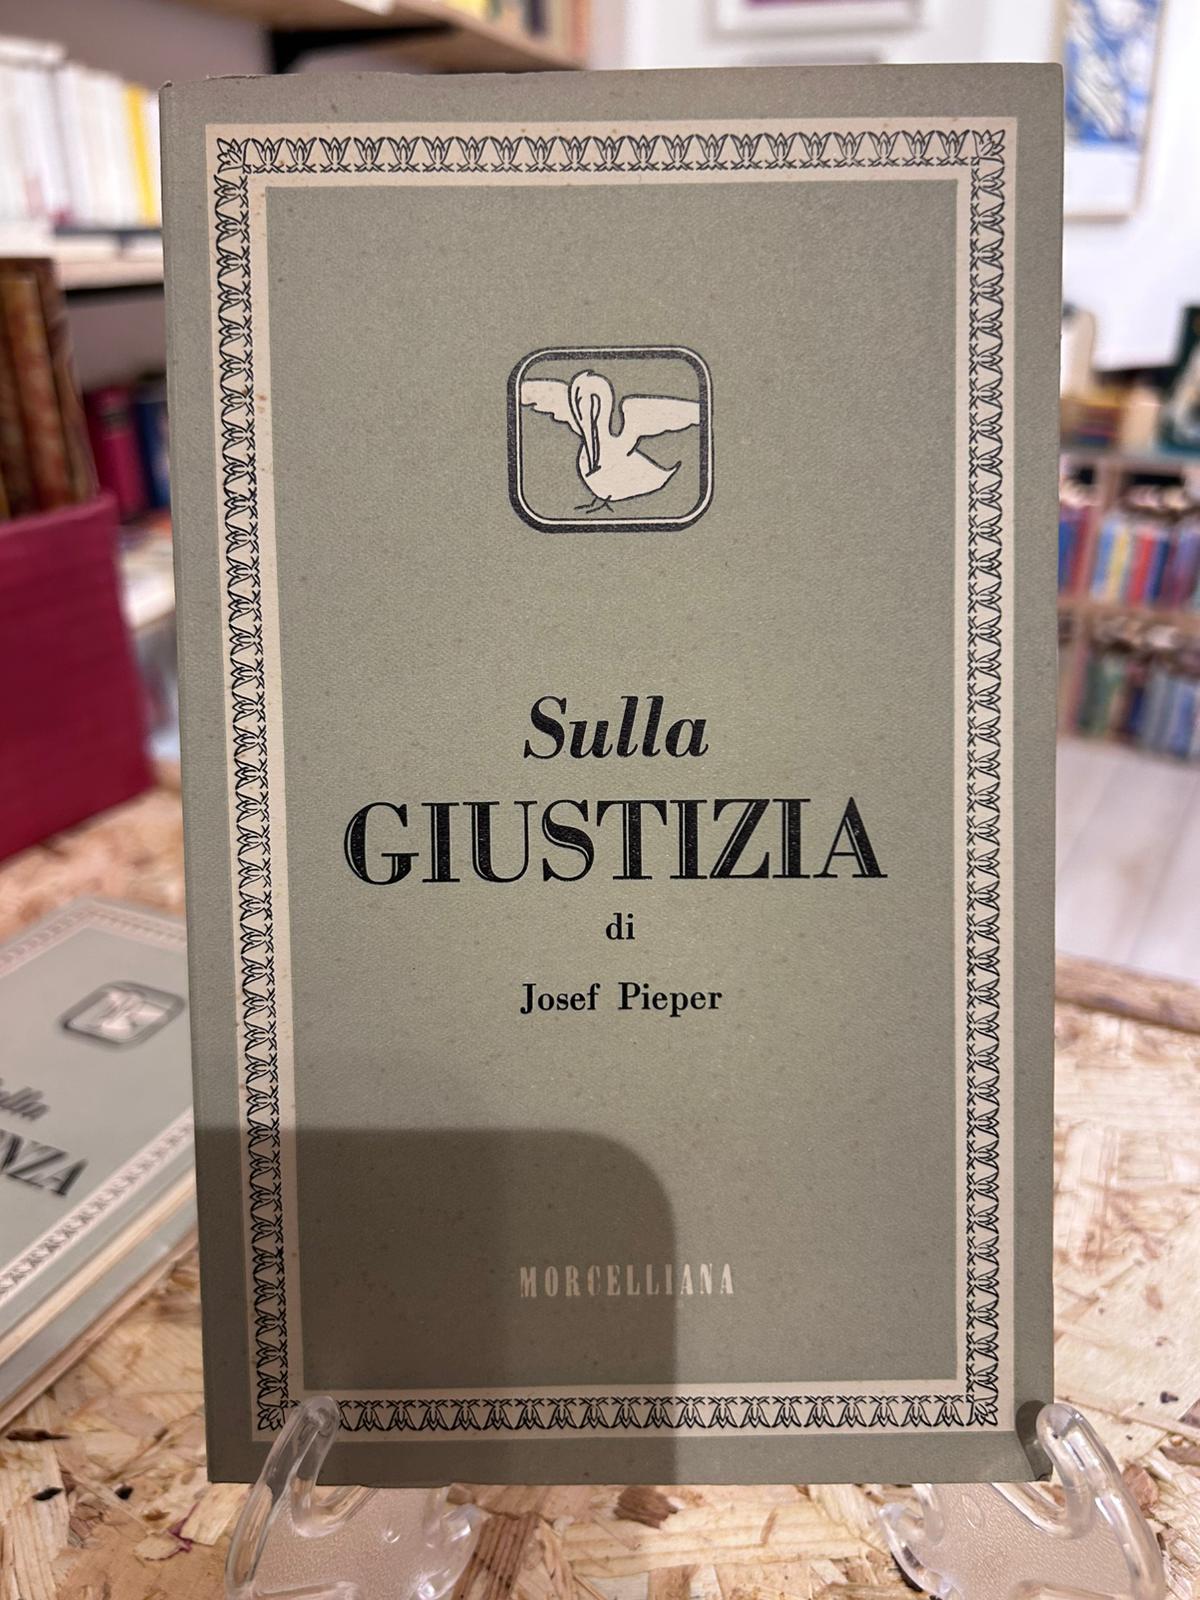 Sulla
GIUSTIZIA
di
Josef Pieper
MORCELLIANA